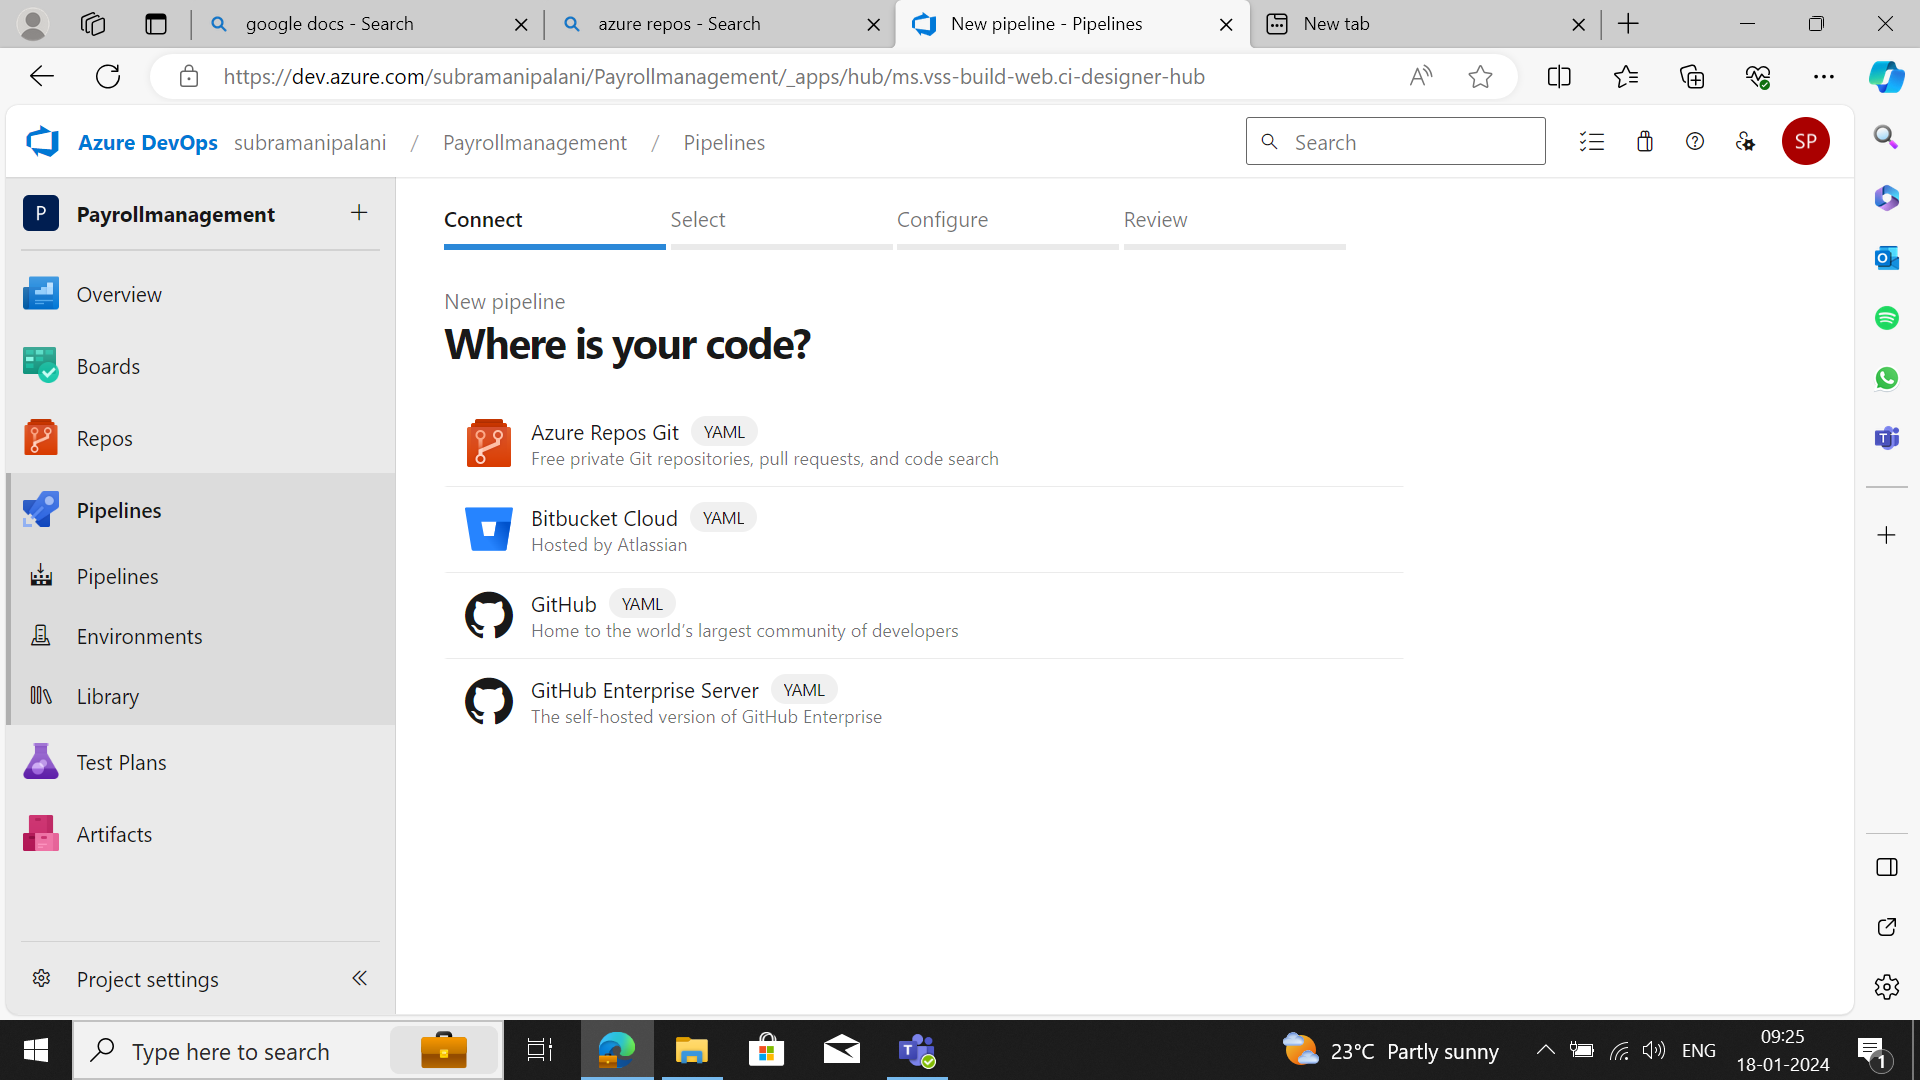 google docs - Search
azure repos - Search
New pipeline - Pipelines
New tab
https://dev.azure.com/subramanipalani/Payrollmanagement/_apps/hub/ms.vss-build-web.ci-designer-hub
Azure DevOps subramanipalani / Payrollmanagement / Pipelines
Search
SP
P Payrollmanagement
Overview
Boards
Repos
Pipelines
Pipelines
Environments
Library
Test Plans
Artifacts
Project settings
Connect
Select
Configure
Review
New pipeline
Where is your code?
Azure Repos Git YAML
Free private Git repositories, pull requests, and code search
Bitbucket Cloud YAML
Hosted by Atlassian
GitHub YAML
Home to the world's largest community of developers
GitHub Enterprise Server YAML
The self-hosted version of GitHub Enterprise
Type here to search
23°C Partly sunny
ENG
09:25
18-01-2024
1